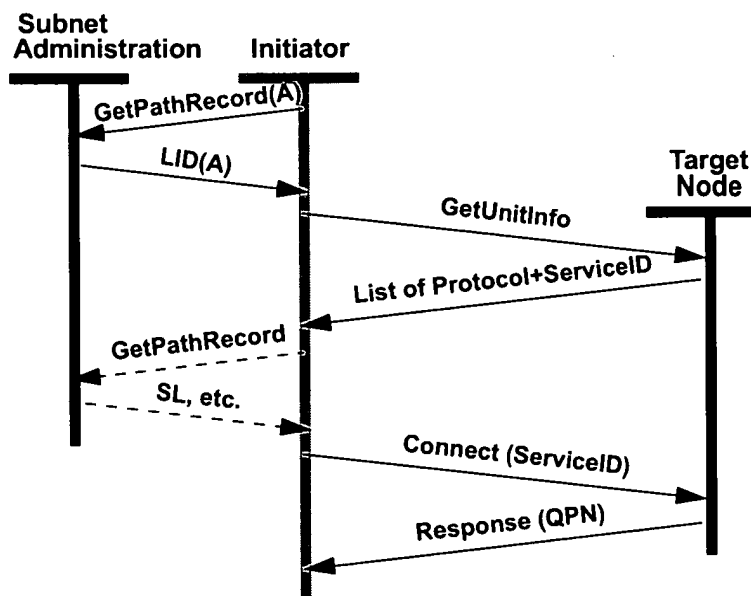 Subnet
Administration
Initiator
GetPathRecord(A)
LID(A)
Target
Node
GetUnitInfo
List of Protocol+ServiceID
GetPathRecord
SL, etc.
Connect (ServiceID)
Response (QPN)